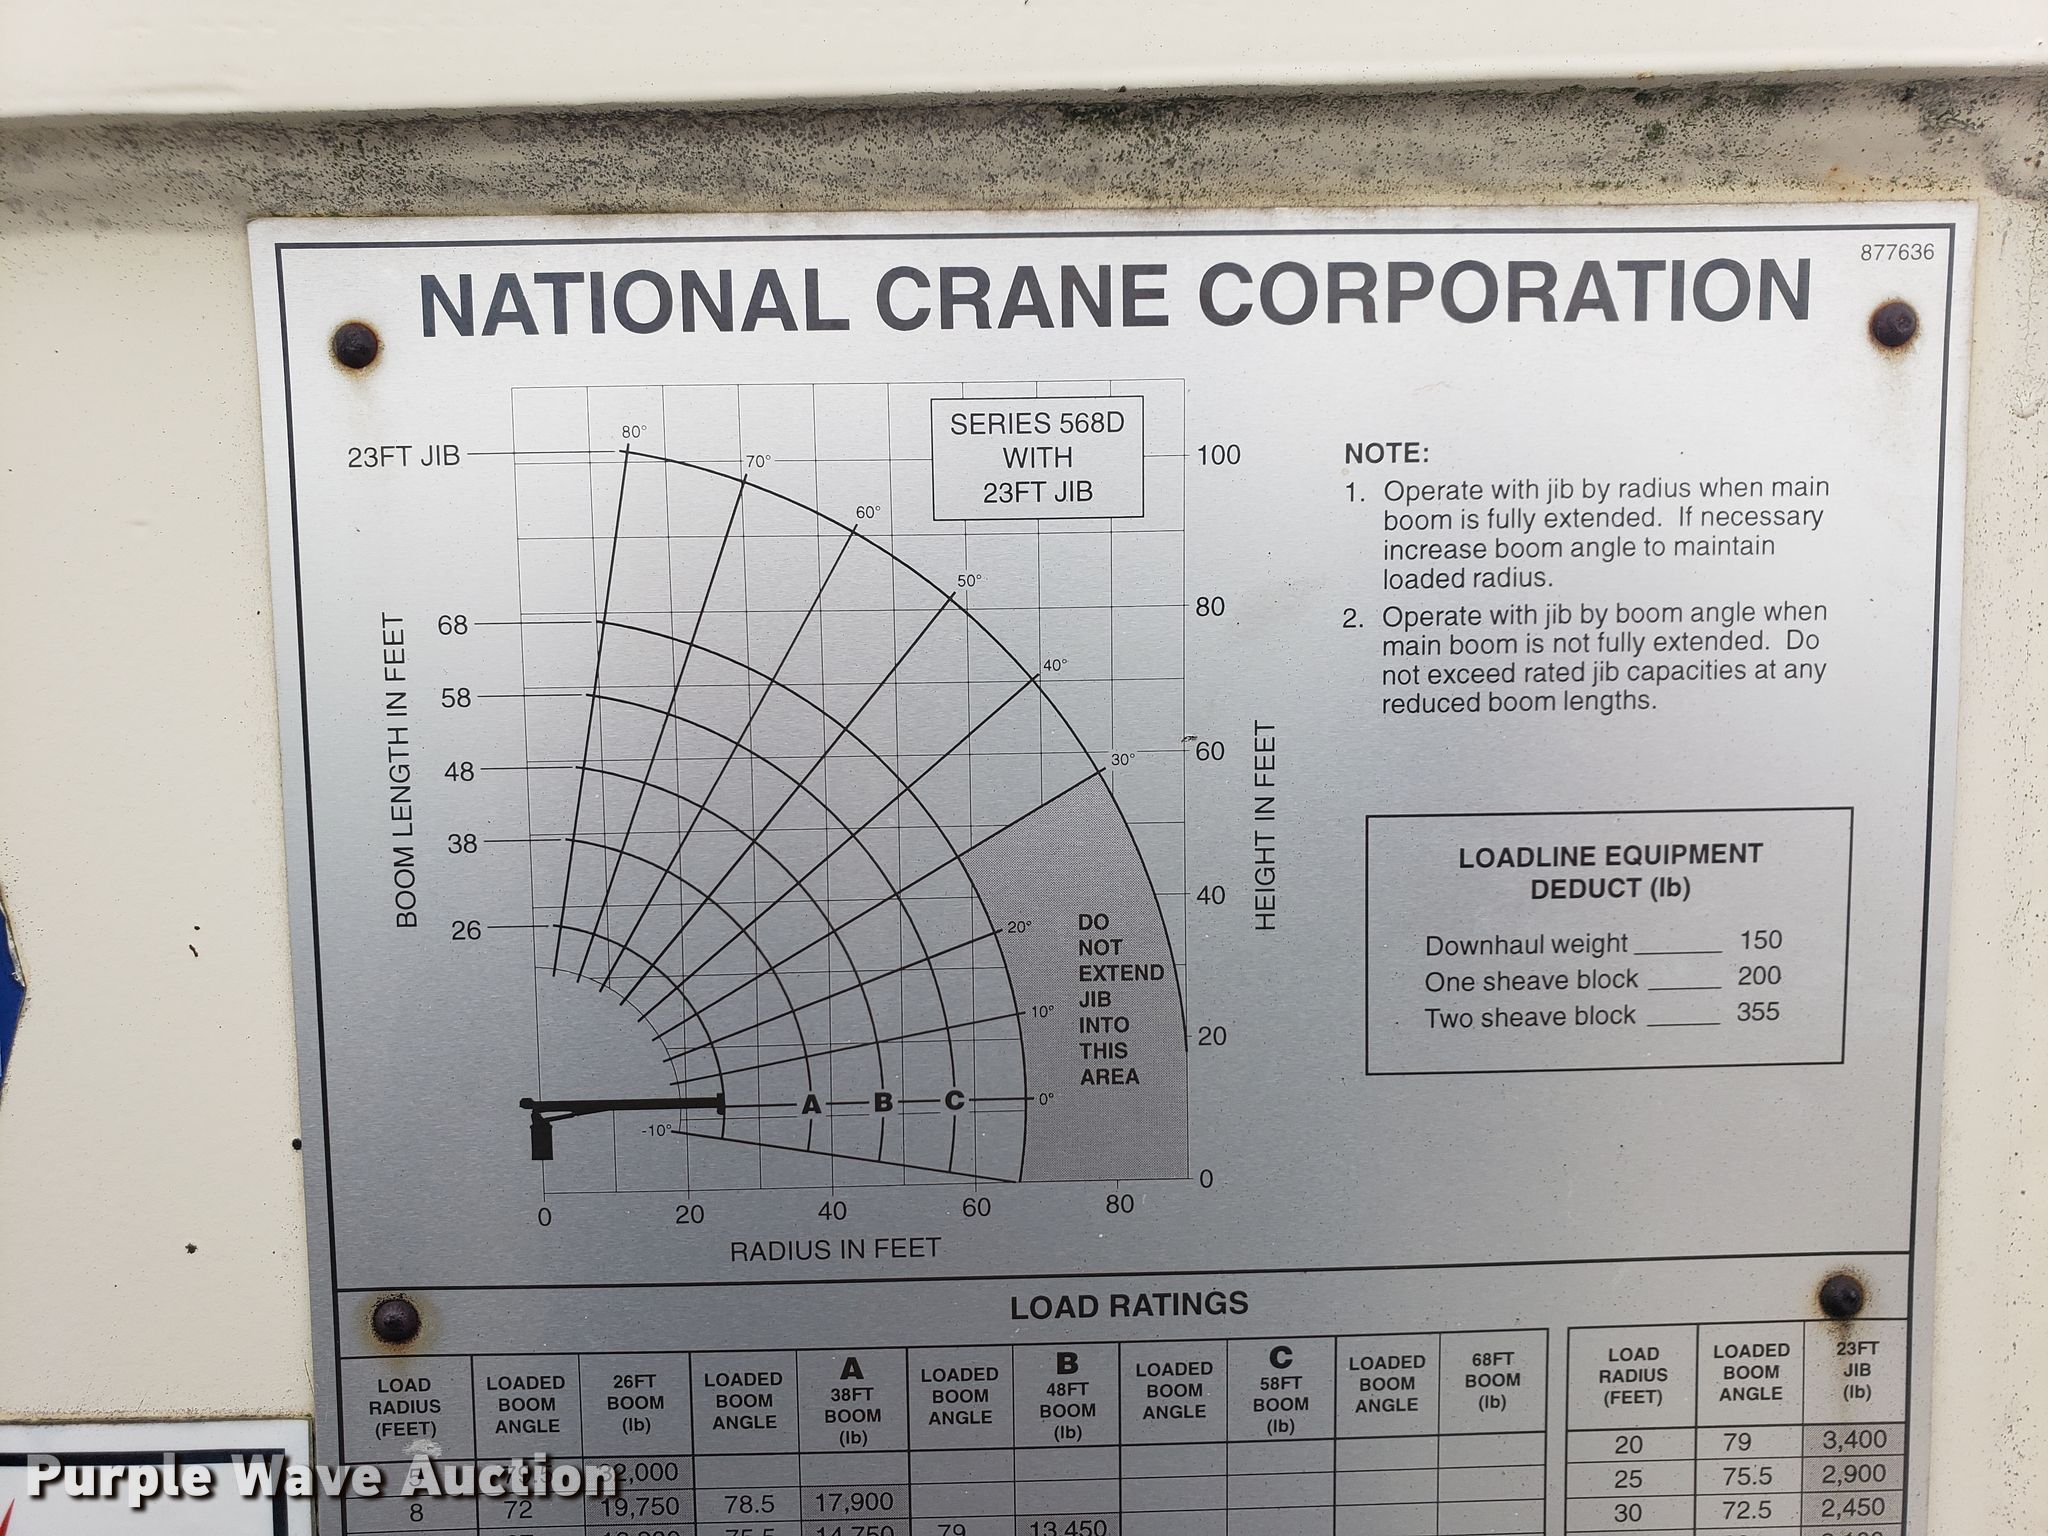 877636
NATIONAL CRANE CORPORATION
SERIES 568D
WITH
23FT JIB
23FT JIB
80°
70°
60°
50°
40°
30°
20°
10°
0°
-10°
BOOM LENGTH IN FEET
68
58
48
38
26
100
80
60
40
20
0
HEIGHT IN FEET
DO
NOT
EXTEND
JIB
INTO
THIS
AREA
A B C
0 20 40 60 80
RADIUS IN FEET
NOTE:
1. Operate with jib by radius when main
boom is fully extended. If necessary
increase boom angle to maintain
loaded radius.
2. Operate with jib by boom angle when
main boom is not fully extended. Do
not exceed rated jib capacities at any
reduced boom lengths.
LOADLINE EQUIPMENT
DEDUCT (lb)
Downhaul weight 150
One sheave block 200
Two sheave block 355
LOAD RATINGS
LOAD
RADIUS
(FEET)
LOADED
BOOM
ANGLE
26FT
BOOM
(lb)
LOADED
BOOM
ANGLE
A
38FT
BOOM
(lb)
LOADED
BOOM
ANGLE
B
48FT
BOOM
(lb)
LOADED
BOOM
ANGLE
C
58FT
BOOM
(lb)
LOADED
BOOM
ANGLE
68FT
BOOM
(lb)
8 72 19,750 78.5 17,900
75.5 14,750 79 13,450
LOAD
RADIUS
(FEET)
LOADED
BOOM
ANGLE
23FT
JIB
(lb)
20 79 3,400
25 75.5 2,900
30 72.5 2,450
Purple Wave Auction